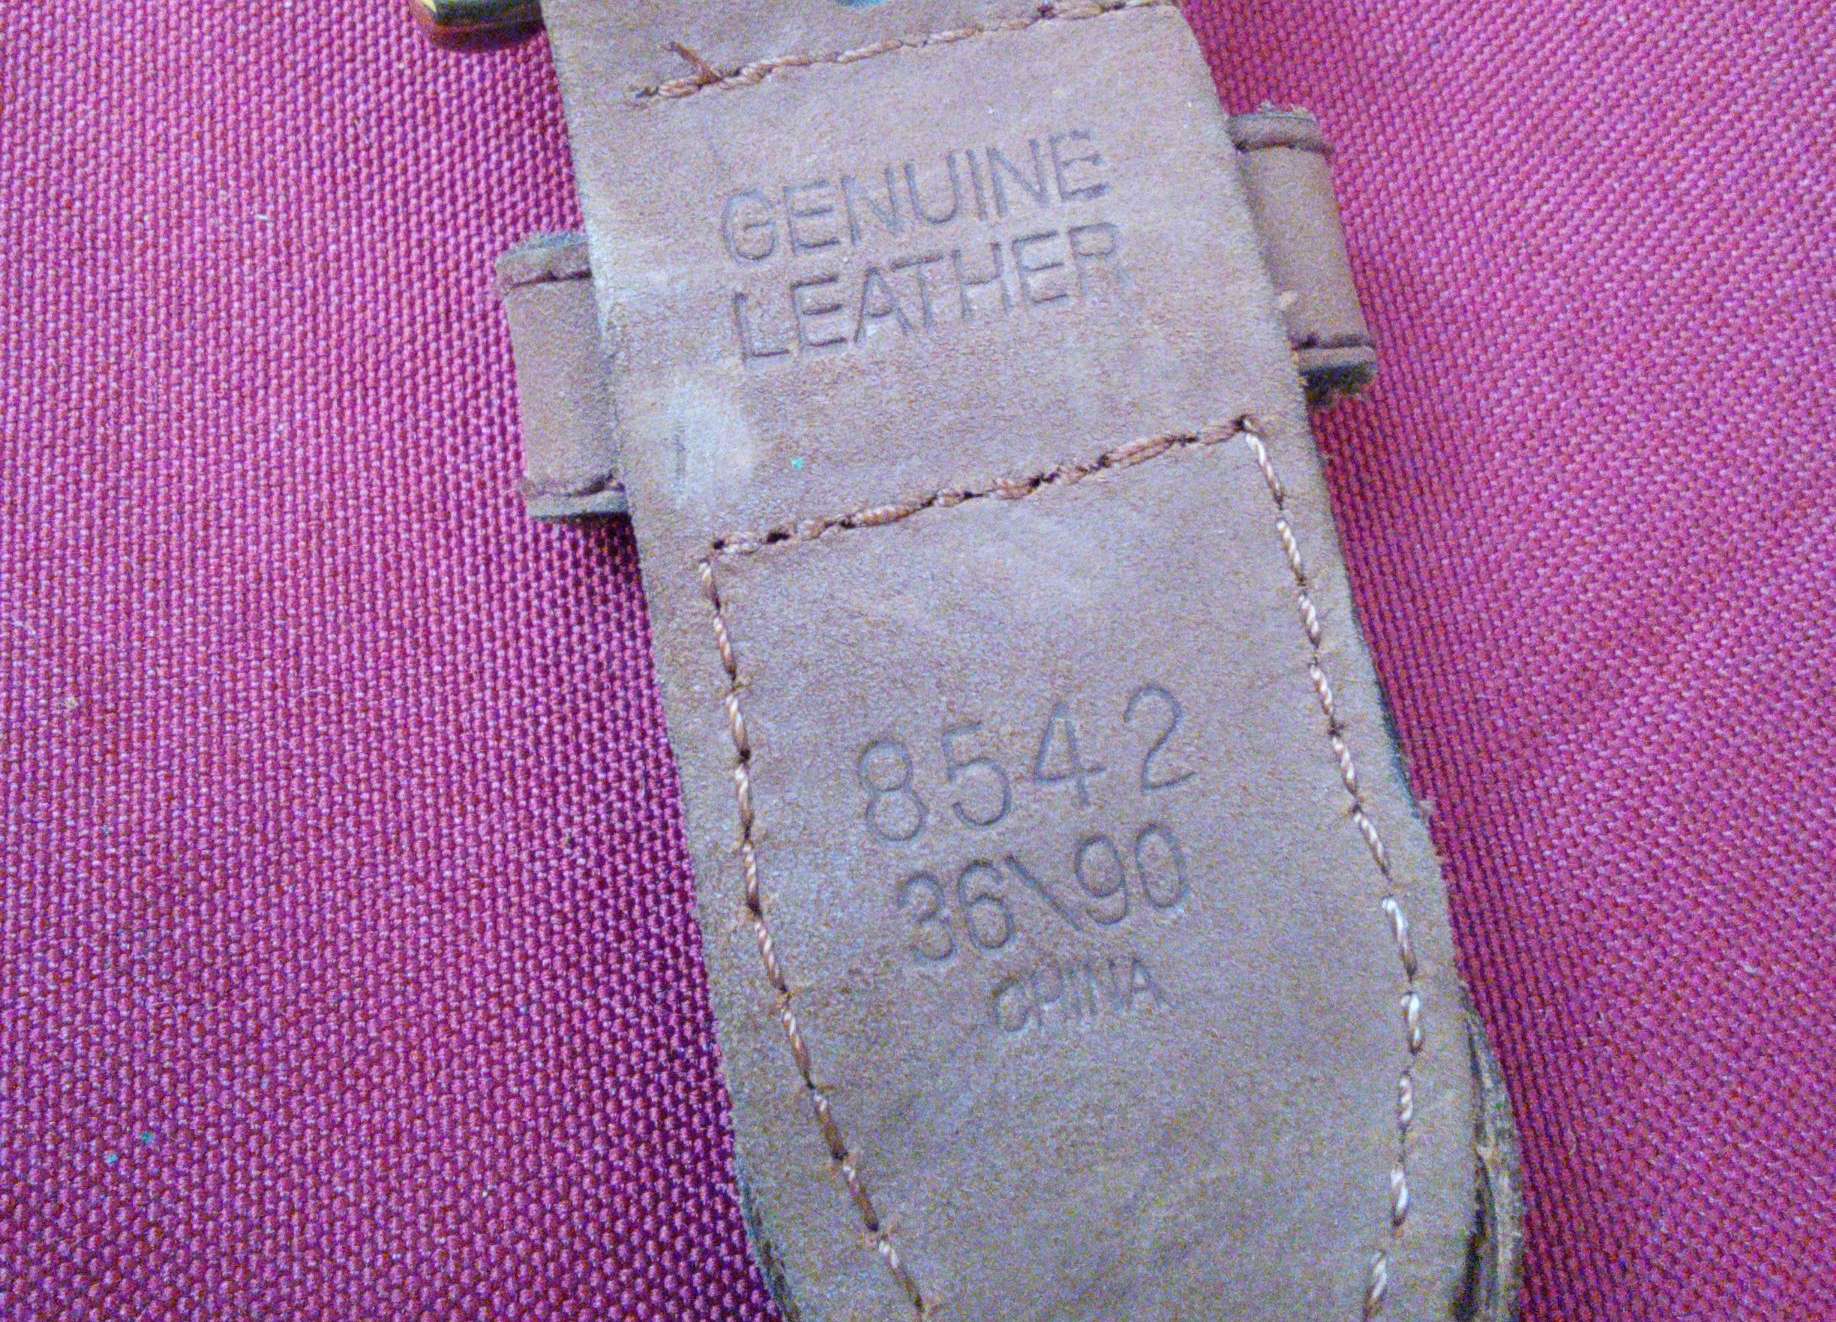 GENUINE
LEATHER
8542
36\90
CHINA